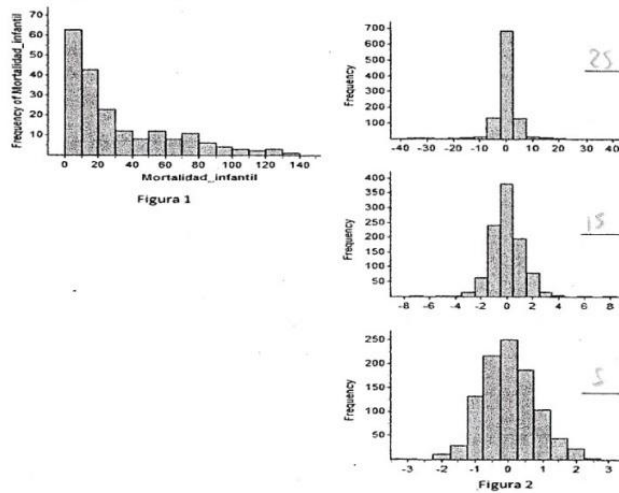 Frequency of Mortalidad_infantil
70
60
50
40
30
20
10
0 20 40 60 80 100 120 140
Mortalidad_infantil
Figura 1
Frequency
700
600
500
400
300
200
100
-40 -30 -20 -10 0 10 20 30 40
25
Frequency
400
350
300
250
200
150
100
50
-8 -6 -4 -2 0 2 4 6 8
15
Frequency
250
200
150
100
50
-3 -2 -1 0 1 2 3
5
Figura 2